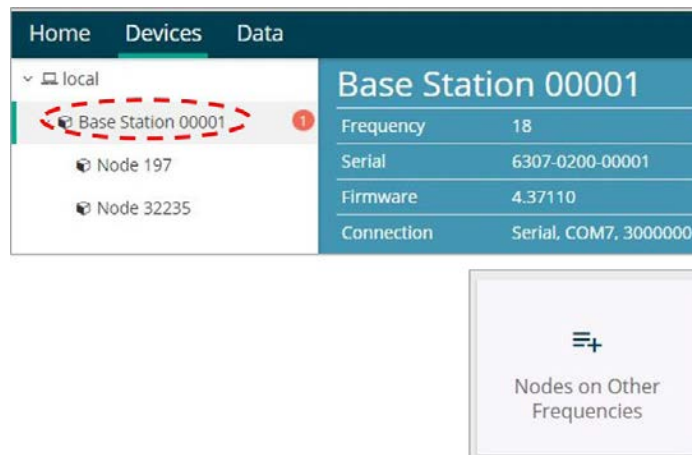 Home Devices Data
local
Base Station 00001 1
Node 197
Node 32235
Base Station 00001
Frequency 18
Serial 6307-0200-00001
Firmware 4.37110
Connection Serial, COM7, 3000000
Nodes on Other
Frequencies